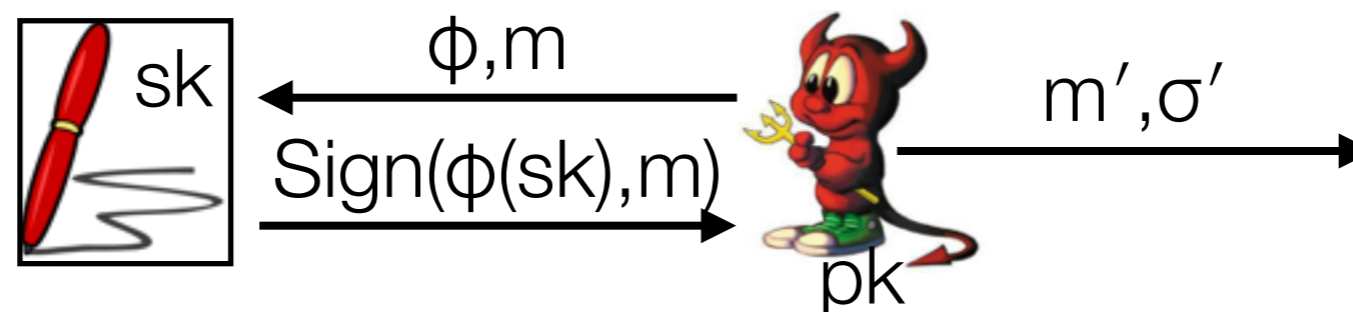 sk
φ,m
Sign(φ(sk),m)
pk
m′,σ′